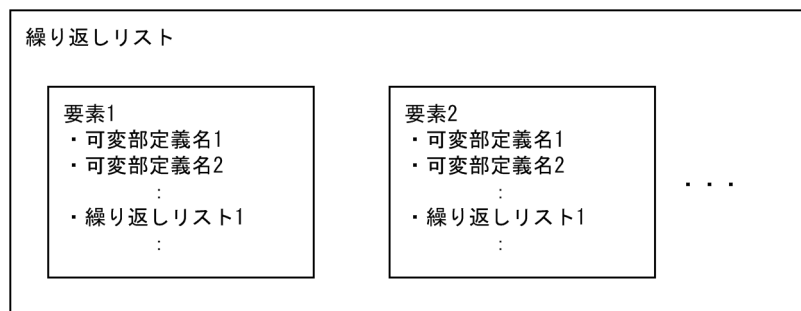 繰り返しリスト
要素1
・可変部定義名1
・可変部定義名2
：
・繰り返しリスト1
：
要素2
・可変部定義名1
・可変部定義名2
：
・繰り返しリスト1
：
・・・